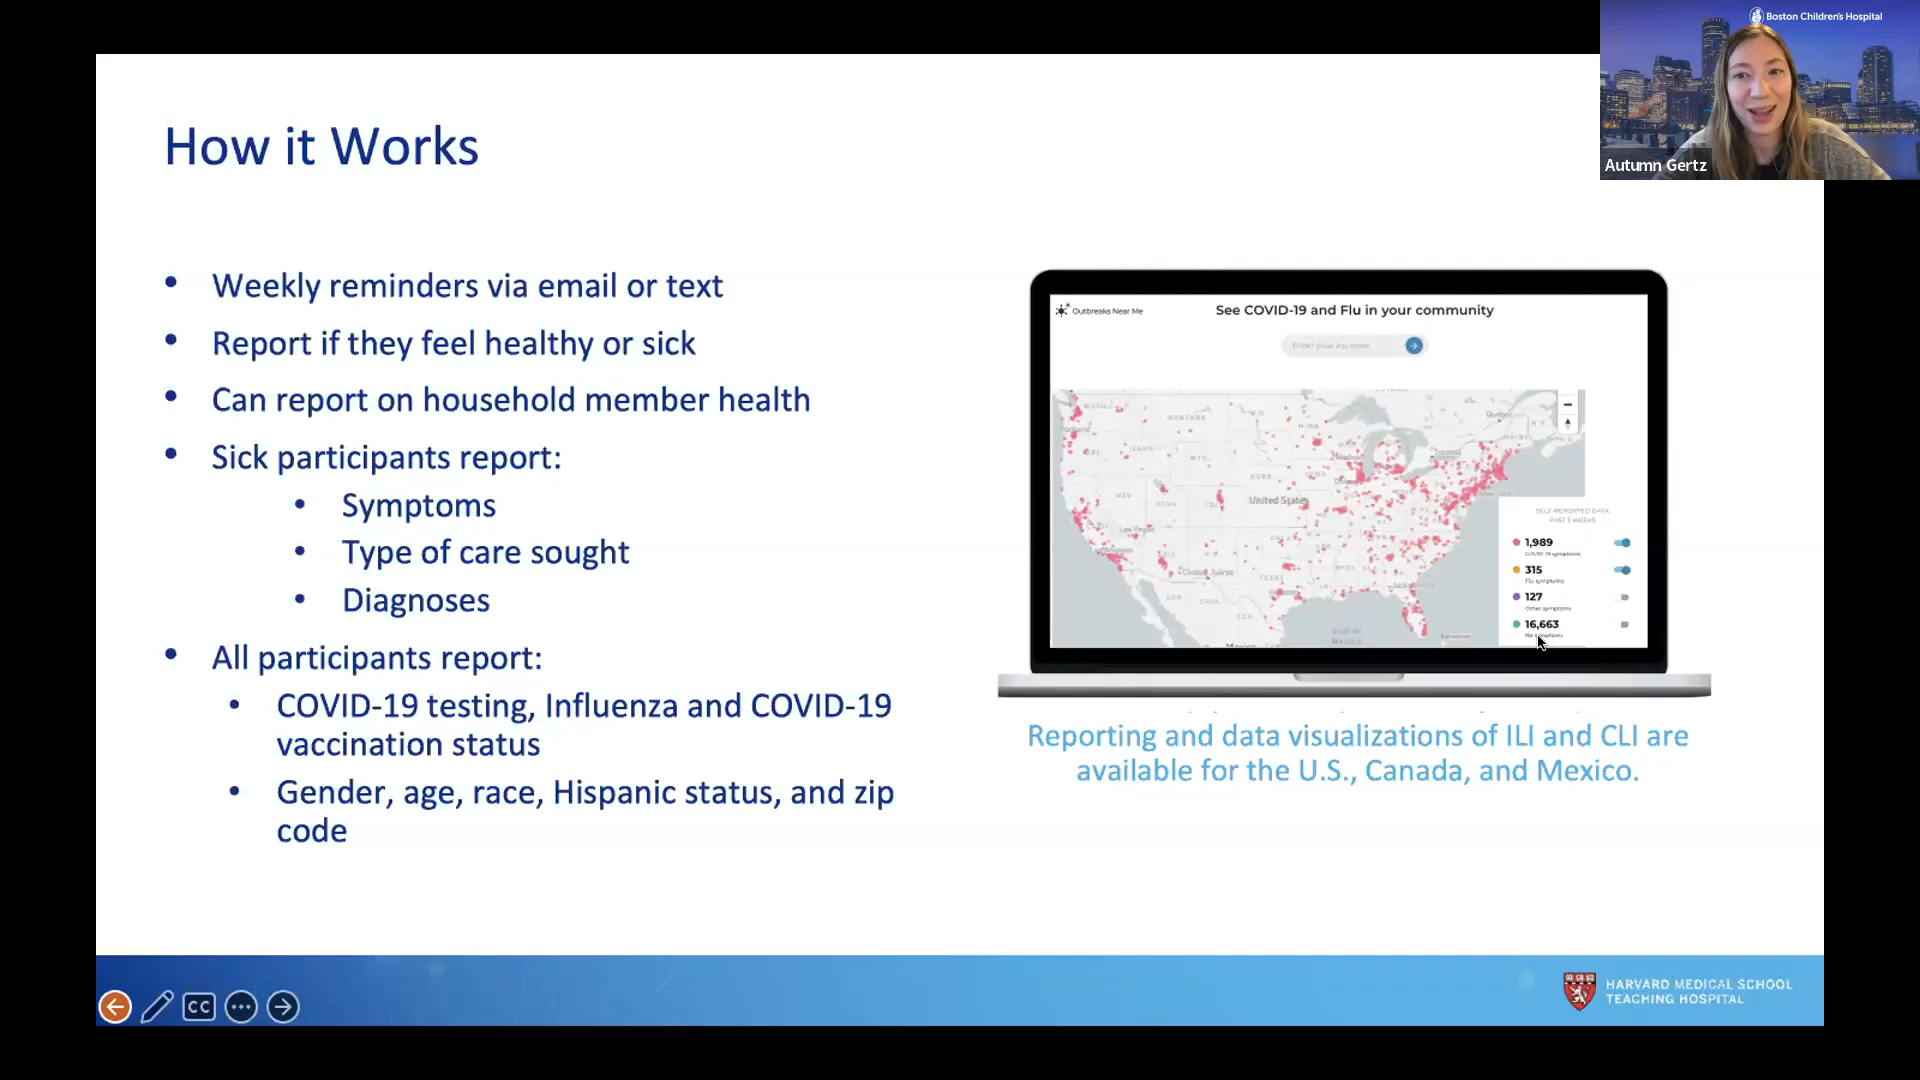 Boston Children's Hospital
Autumn Gertz
How it Works
• Weekly reminders via email or text
• Report if they feel healthy or sick
• Can report on household member health
• Sick participants report:
• Symptoms
• Type of care sought
• Diagnoses
• All participants report:
• COVID-19 testing, Influenza and COVID-19
vaccination status
• Gender, age, race, Hispanic status, and zip
code
Outbreaks Near Me
See COVID-19 and Flu in your community
Enter your zip code
MONTANA
IDAHO
United States
Las Vegas
Ciudad Juárez
TEXAS
Toronto
MAINE
SELF-REPORTED DATA
PAST 3 WEEKS
1,989
COVID-19 symptoms
315
Flu symptoms
127
Other symptoms
16,663
Reporting and data visualizations of ILI and CLI are
available for the U.S., Canada, and Mexico.
CC
HARVARD MEDICAL SCHOOL
TEACHING HOSPITAL